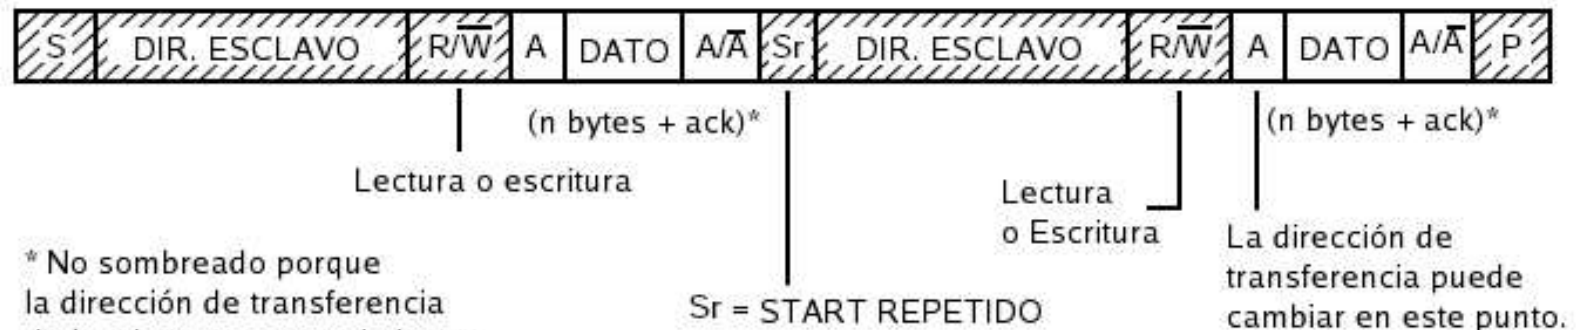 S DIR. ESCLAVO R/W̅ A DATO A/A̅ Sr DIR. ESCLAVO R/W̅ A DATO A/A̅ P
(n bytes + ack)* (n bytes + ack)*
Lectura o escritura
Lectura
o Escritura
La dirección de
transferencia puede
cambiar en este punto.
* No sombreado porque
la dirección de transferencia
Sr = START REPETIDO